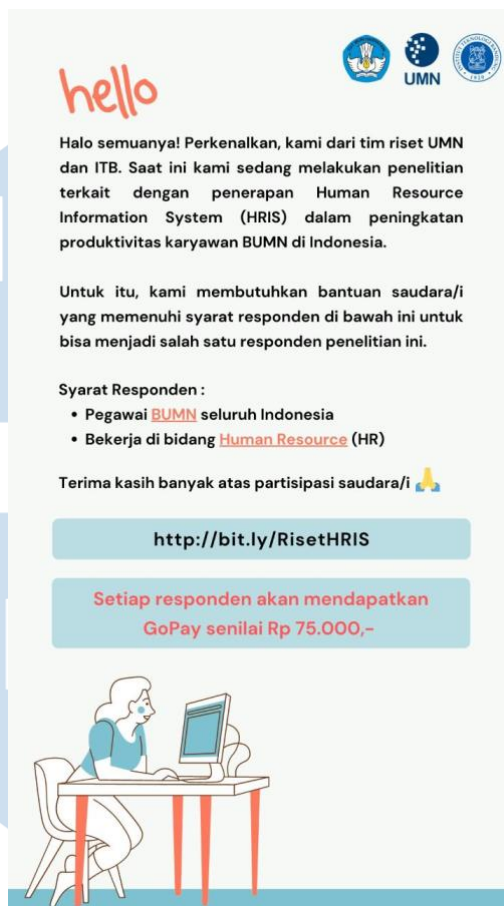 UMN
hello
Halo semuanya! Perkenalkan, kami dari tim riset UMN
dan ITB. Saat ini kami sedang melakukan penelitian
terkait dengan penerapan Human Resource
Information System (HRIS) dalam peningkatan
produktivitas karyawan BUMN di Indonesia.
Untuk itu, kami membutuhkan bantuan saudara/i
yang memenuhi syarat responden di bawah ini untuk
bisa menjadi salah satu responden penelitian ini.
Syarat Responden :
• Pegawai BUMN seluruh Indonesia
• Bekerja di bidang Human Resource (HR)
Terima kasih banyak atas partisipasi saudara/i 🙏
http://bit.ly/RisetHRIS
Setiap responden akan mendapatkan
GoPay senilai Rp 75.000,-